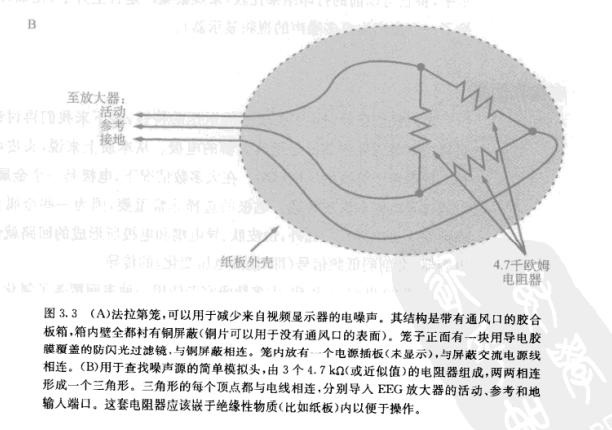 B
至放大器:
活动
参考
接地
纸板外壳
4.7千欧姆
电阻器
图 3.3 (A)法拉第笼,可以用于减少来自视频显示器的电噪声。其结构是带有通风口的胶合
板箱,箱内壁全都衬有铜屏蔽(铜片可以用于没有通风口的表面)。笼子正面有一块用导电胶
膜覆盖的防闪光过滤镜,与铜屏蔽相连。笼内放有一个电源插板(未显示),与屏蔽交流电源线
相连。(B)用于查找噪声源的简单模拟头,由 3 个 4.7 kΩ(或近似值)的电阻器组成,两两相连
形成一个三角形。三角形的每个顶点都与电线相连,分别导入 EEG 放大器的活动、参考和地
输入端口。这套电阻器应该嵌于绝缘性物质(比如纸板)内以便于操作。